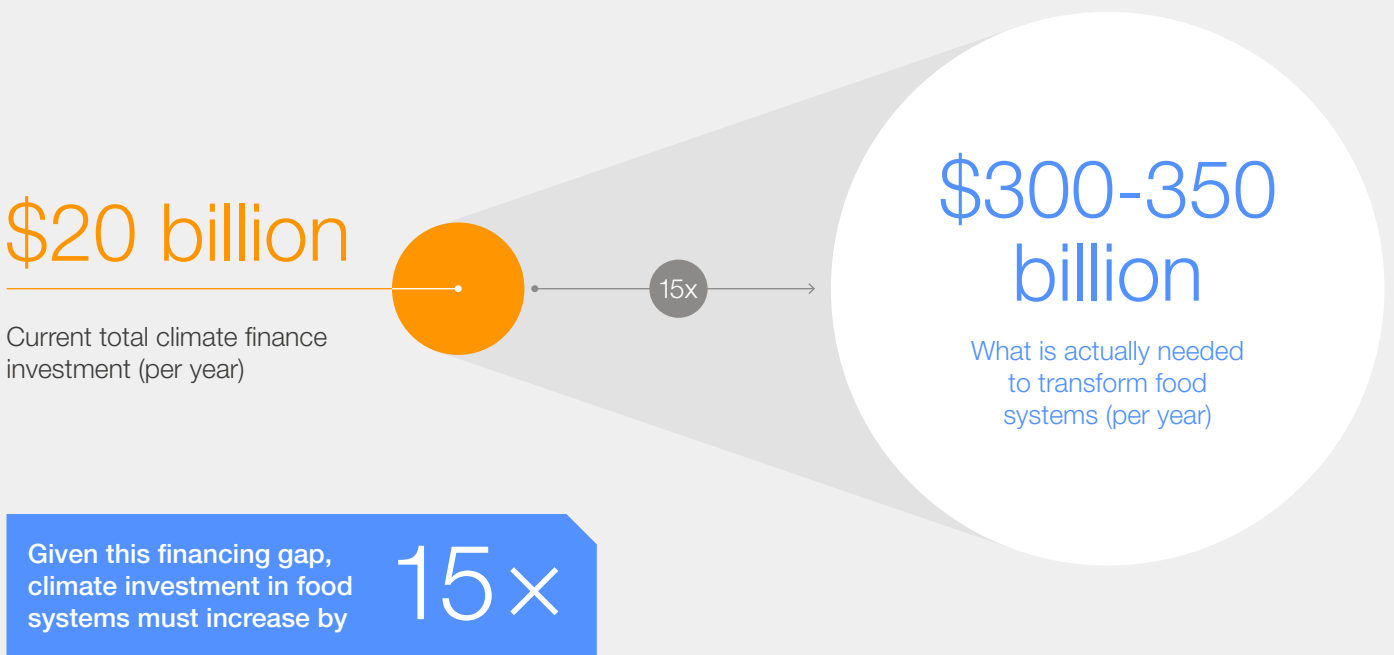 $20 billion
Current total climate finance
investment (per year)
15x
$300-350
billion
What is actually needed
to transform food
systems (per year)
Given this financing gap,
climate investment in food
systems must increase by
15×